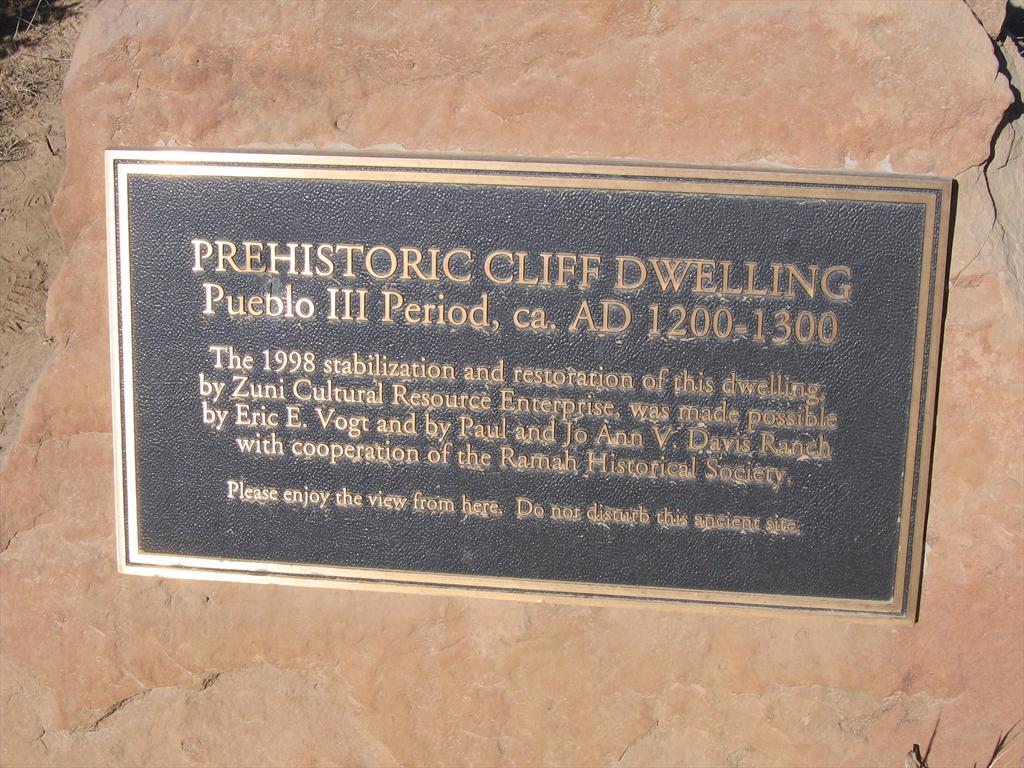 PREHISTORIC CLIFF DWELLING
Pueblo III Period, ca. AD 1200-1300
The 1998 stabilization and restoration of this dwelling,
by Zuni Cultural Resource Enterprise, was made possible
by Eric E. Vogt and by Paul and Jo Ann V. Davis Ranch
with cooperation of the Ramah Historical Society.
Please enjoy the view from here. Do not disturb this ancient site.